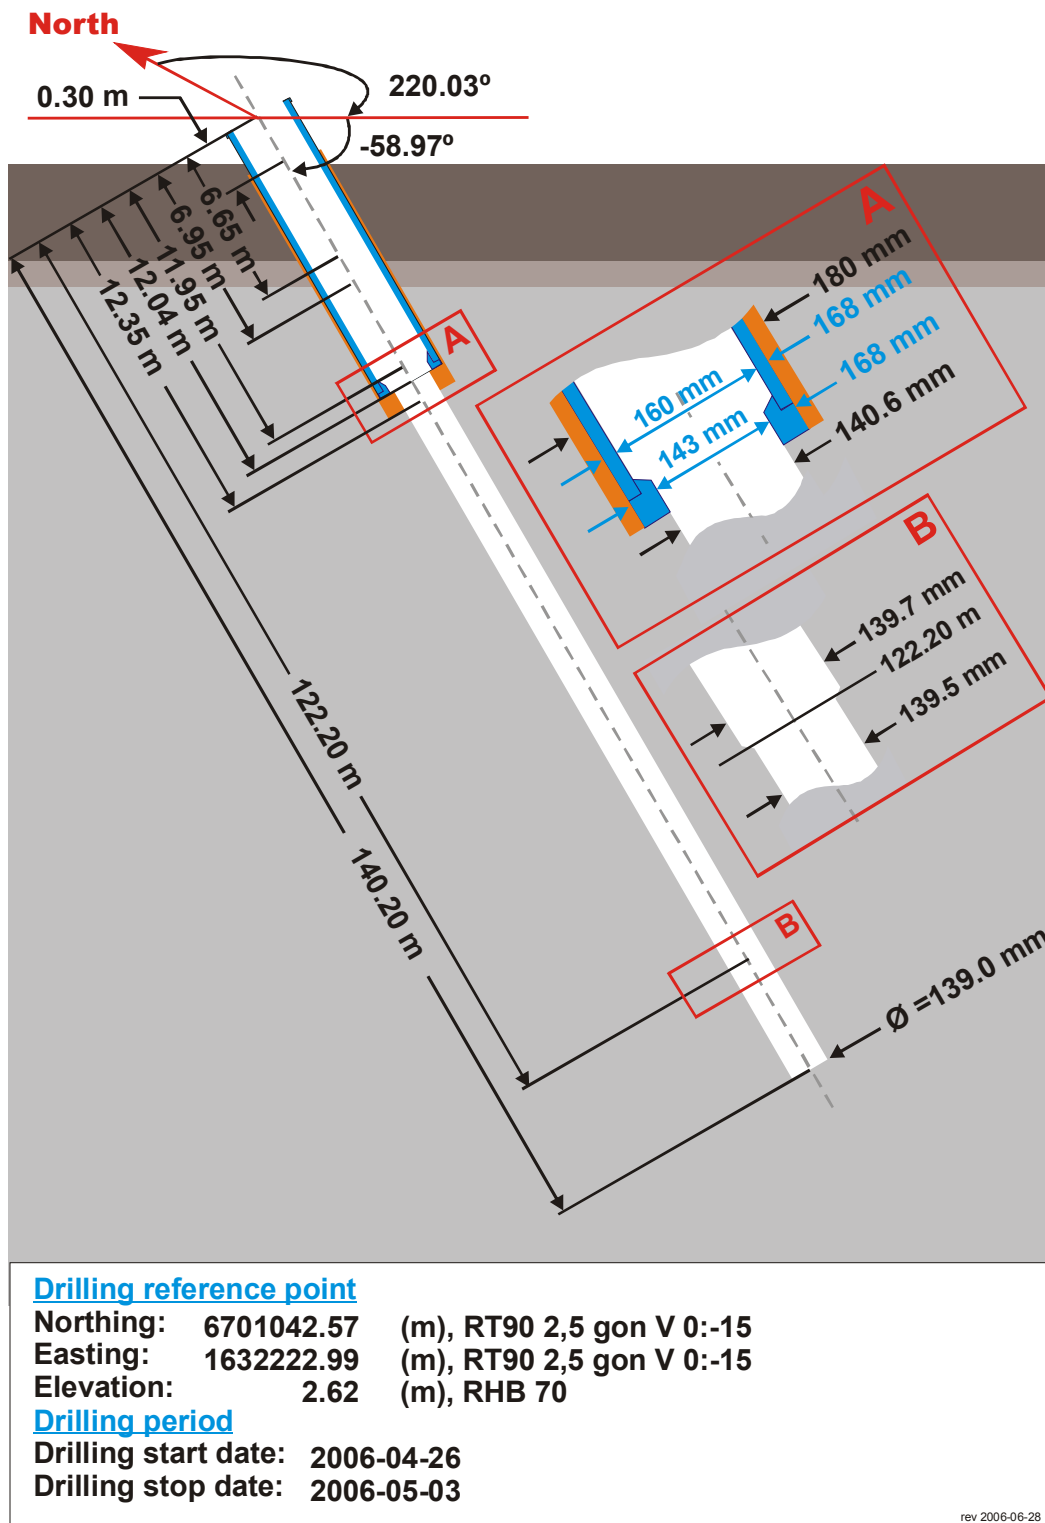 North
220.03º
0.30 m
-58.97º
6.65 m
6.95 m
11.95 m
12.04 m
12.35 m
A
180 mm
168 mm
168 mm
160 mm
143 mm
140.6 mm
A
B
139.7 mm
122.20 m
139.5 mm
122.20 m
140.20 m
B
Ø =139.0 mm
Drilling reference point
Northing: 6701042.57 (m), RT90 2,5 gon V 0:-15
Easting: 1632222.99 (m), RT90 2,5 gon V 0:-15
Elevation: 2.62 (m), RHB 70
Drilling period
Drilling start date: 2006-04-26
Drilling stop date: 2006-05-03
rev 2006-06-28